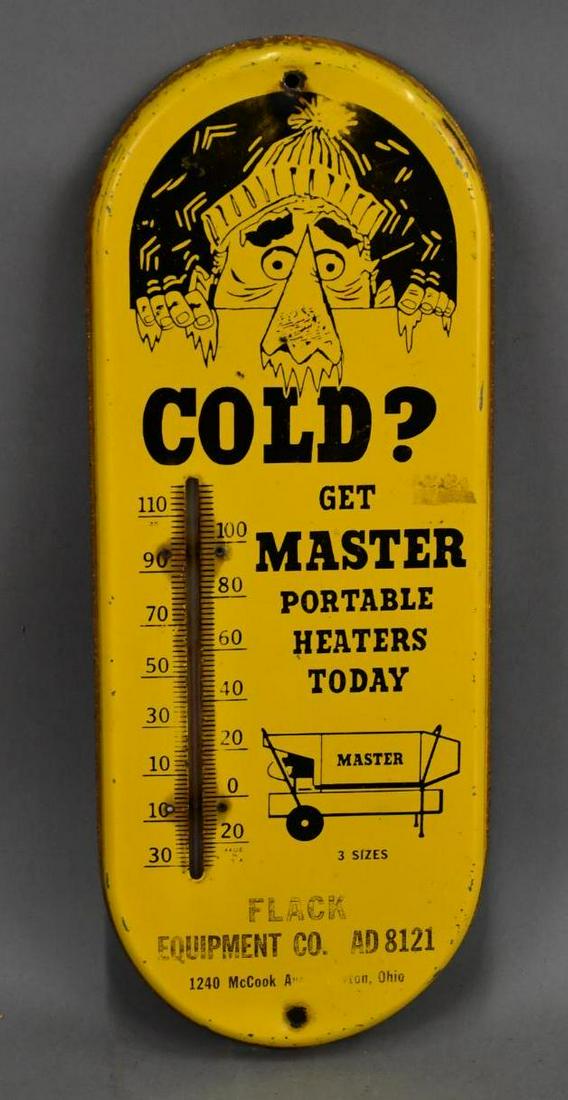 COLD?
GET
MASTER
PORTABLE
HEATERS
TODAY
110
100
90
80
70
60
50
40
30
20
10
0
10
20
30
MASTER
3 SIZES
FLACK
EQUIPMENT CO. AD 8121
1240 McCook Ohio